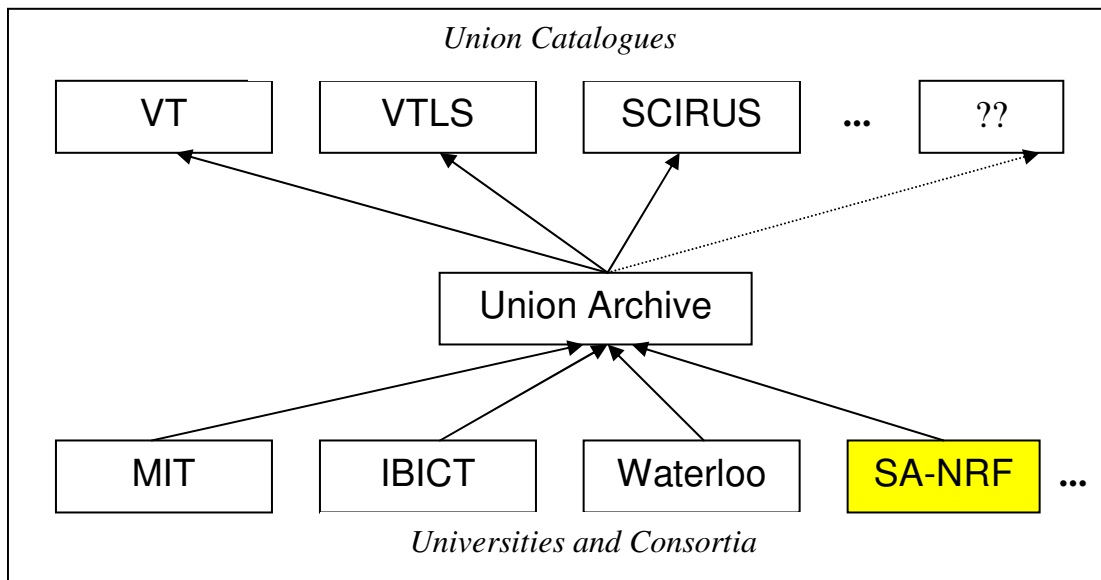 Union Catalogues
VT VTLS SCIRUS ... ??
Union Archive
MIT IBICT Waterloo SA-NRF ...
Universities and Consortia